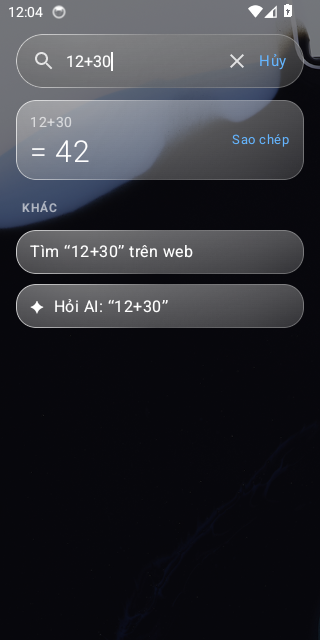 12:04
12+30
Hủy
12+30
= 42
Sao chép
KHÁC
Tìm “12+30” trên web
Hỏi AI: “12+30”